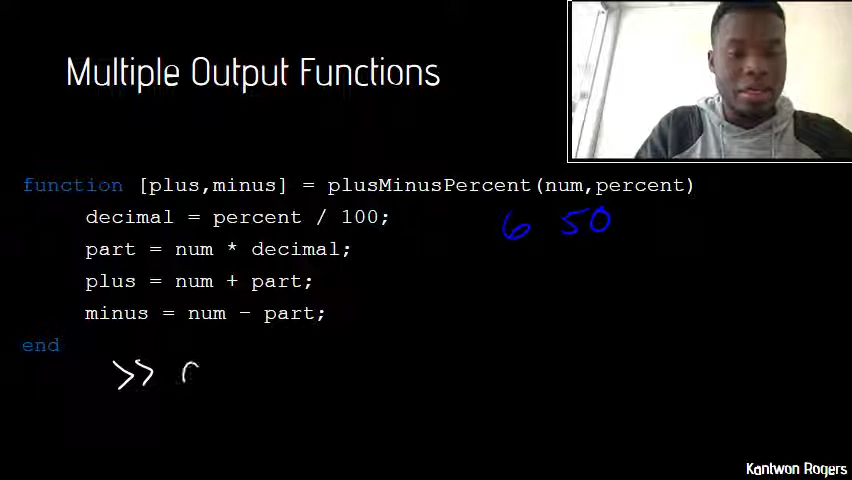 Multiple Output Functions
function [plus,minus] = plusMinusPercent(num,percent)
decimal = percent / 100;
6 50
part = num * decimal;
plus = num + part;
minus = num - part;
end
>>
Kantwon Rogers